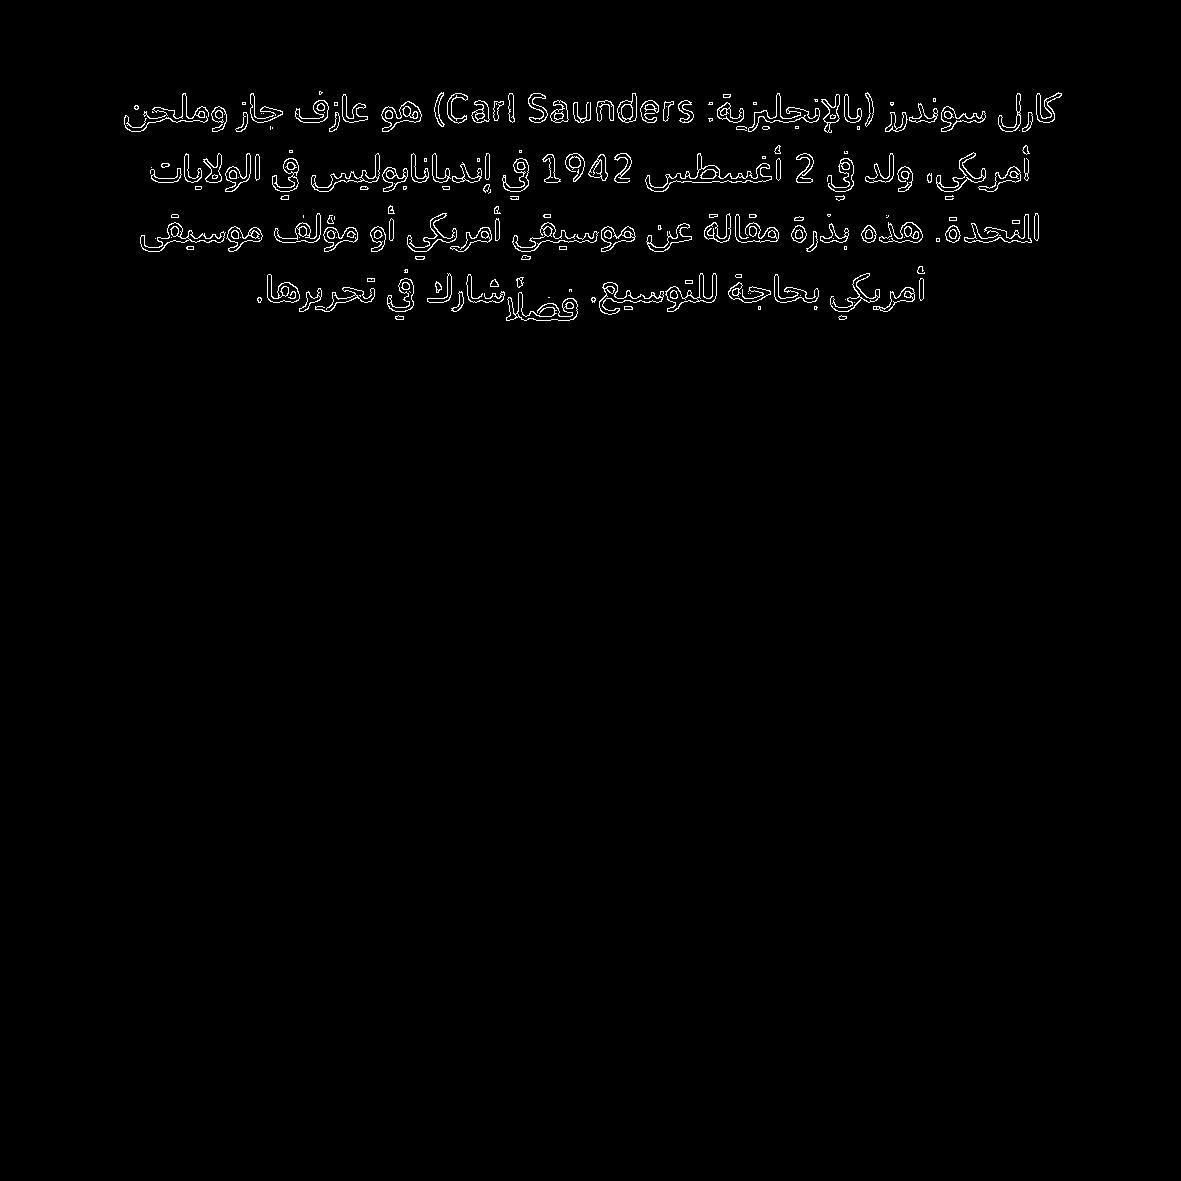 كارل سوندرز (بالإنجليزية: Carl Saunders) هو عازف جاز وملحن
أمريكي، ولد في 2 أغسطس 1942 في إنديانابوليس في الولايات
المتحدة. هذه بذرة مقالة عن موسيقي أمريكي أو مؤلف موسيقى
أمريكي بحاجة للتوسيع. فضلًا شارك في تحريرها.